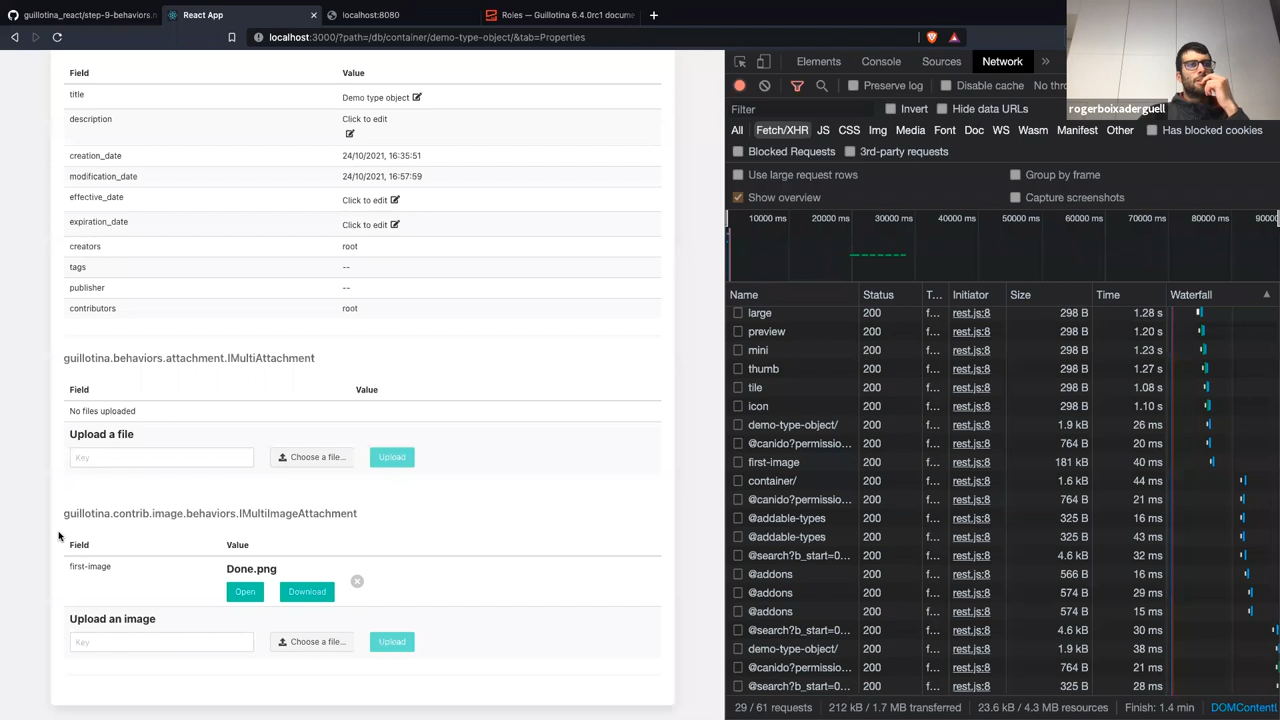 guillotina_react/step-9-behaviors.n
React App
localhost:8080
Roles — Guillotina 6.4.0rc1 docume
localhost:3000/?path=/db/container/demo-type-object/&tab=Properties
rogerboixaderguell
Field Value
title Demo type object
description Click to edit
creation_date 24/10/2021, 16:35:51
modification_date 24/10/2021, 16:57:59
effective_date Click to edit
expiration_date Click to edit
creators root
tags --
publisher --
contributors root
guillotina.behaviors.attachment.IMultiAttachment
Field Value
No files uploaded
Upload a file
Key Choose a file... Upload
guillotina.contrib.image.behaviors.IMultiImageAttachment
Field Value
first-image Done.png
Open Download
Upload an image
Key Choose a file... Upload
Elements Console Sources Network »
Preserve log Disable cache No thro
Filter Invert Hide data URLs
All Fetch/XHR JS CSS Img Media Font Doc WS Wasm Manifest Other Has blocked cookies
Blocked Requests 3rd-party requests
Use large request rows Group by frame
Show overview Capture screenshots
10000 ms 20000 ms 30000 ms 40000 ms 50000 ms 60000 ms 70000 ms 80000 ms 90000
Name Status T... Initiator Size Time Waterfall
large 200 f... rest.js:8 298 B 1.28 s
preview 200 f... rest.js:8 298 B 1.20 s
mini 200 f... rest.js:8 298 B 1.23 s
thumb 200 f... rest.js:8 298 B 1.27 s
tile 200 f... rest.js:8 298 B 1.08 s
icon 200 f... rest.js:8 298 B 1.10 s
demo-type-object/ 200 f... rest.js:8 1.9 kB 26 ms
@canido?permissio... 200 f... rest.js:8 764 B 20 ms
first-image 200 f... rest.js:8 181 kB 40 ms
container/ 200 f... rest.js:8 1.6 kB 44 ms
@canido?permissio... 200 f... rest.js:8 764 B 21 ms
@addable-types 200 f... rest.js:8 325 B 16 ms
@addable-types 200 f... rest.js:8 325 B 43 ms
@search?b_start=0... 200 f... rest.js:8 4.6 kB 32 ms
@addons 200 f... rest.js:8 566 B 16 ms
@addons 200 f... rest.js:8 574 B 29 ms
@addons 200 f... rest.js:8 574 B 15 ms
@search?b_start=0... 200 f... rest.js:8 4.6 kB 30 ms
demo-type-object/ 200 f... rest.js:8 1.9 kB 38 ms
@canido?permissio... 200 f... rest.js:8 764 B 21 ms
@search?b_start=0... 200 f... rest.js:8 325 B 28 ms
29 / 61 requests 212 kB / 1.7 MB transferred 23.6 kB / 4.3 MB resources Finish: 1.4 min DOMContentl